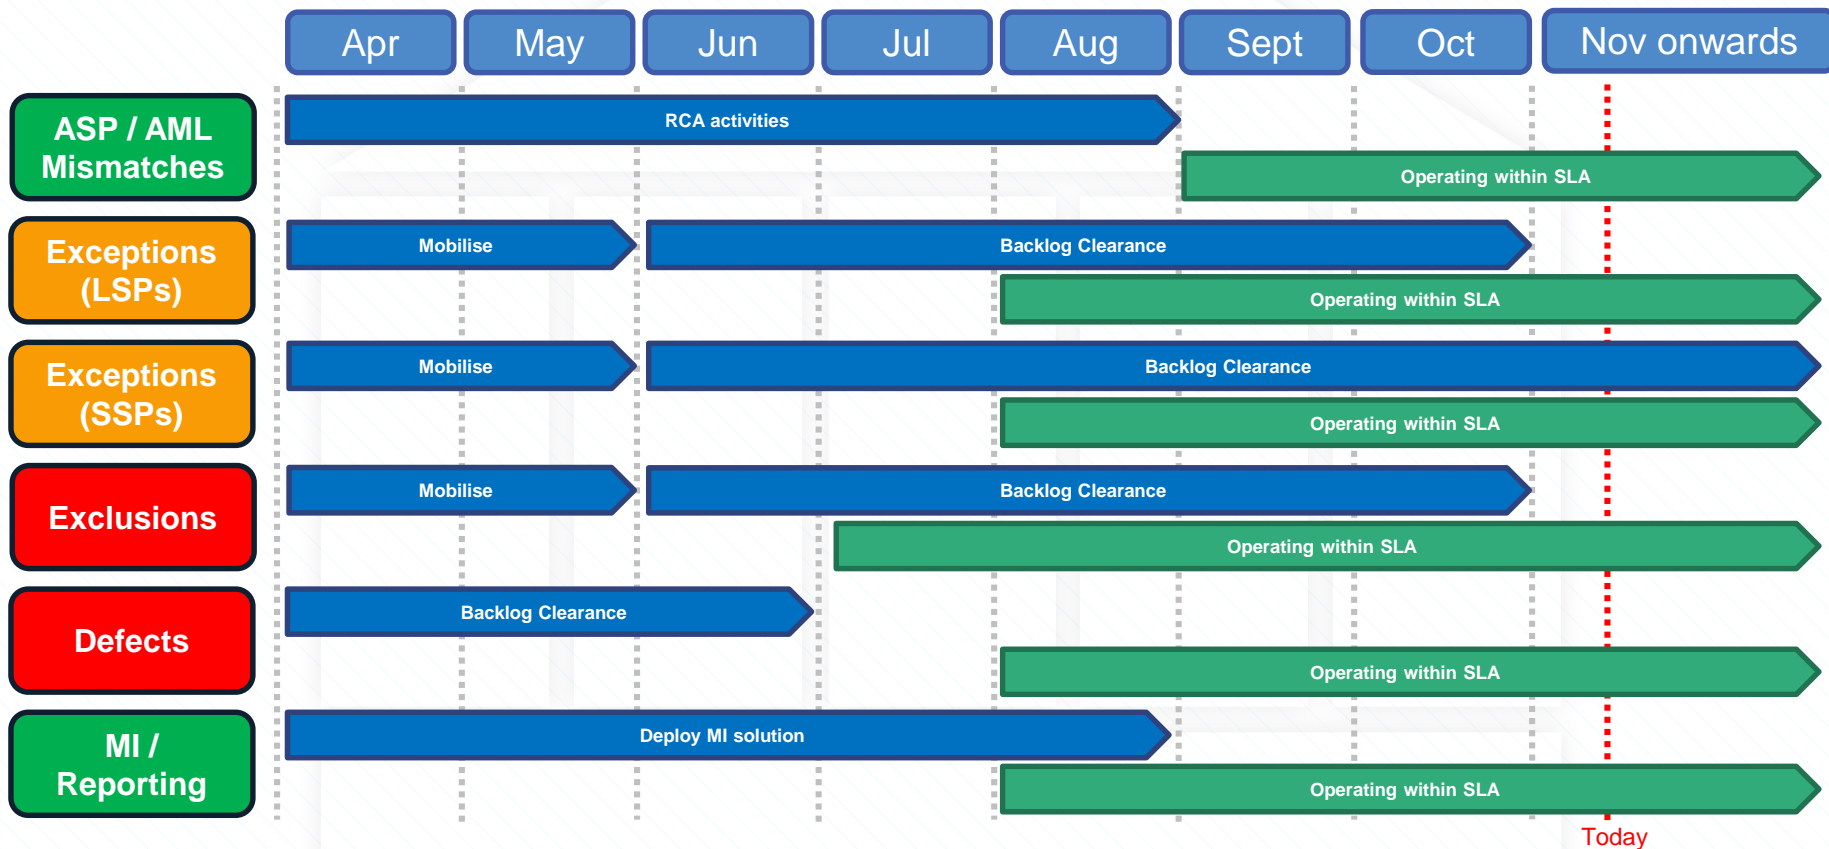 Apr
May
Jun
Jul
Aug
Sept
Oct
Nov onwards
ASP / AML
Mismatches
RCA activities
Operating within SLA
Exceptions
(LSPs)
Mobilise
Backlog Clearance
Operating within SLA
Exceptions
(SSPs)
Mobilise
Backlog Clearance
Operating within SLA
Exclusions
Mobilise
Backlog Clearance
Operating within SLA
Defects
Backlog Clearance
Operating within SLA
MI /
Reporting
Deploy MI solution
Operating within SLA
Today